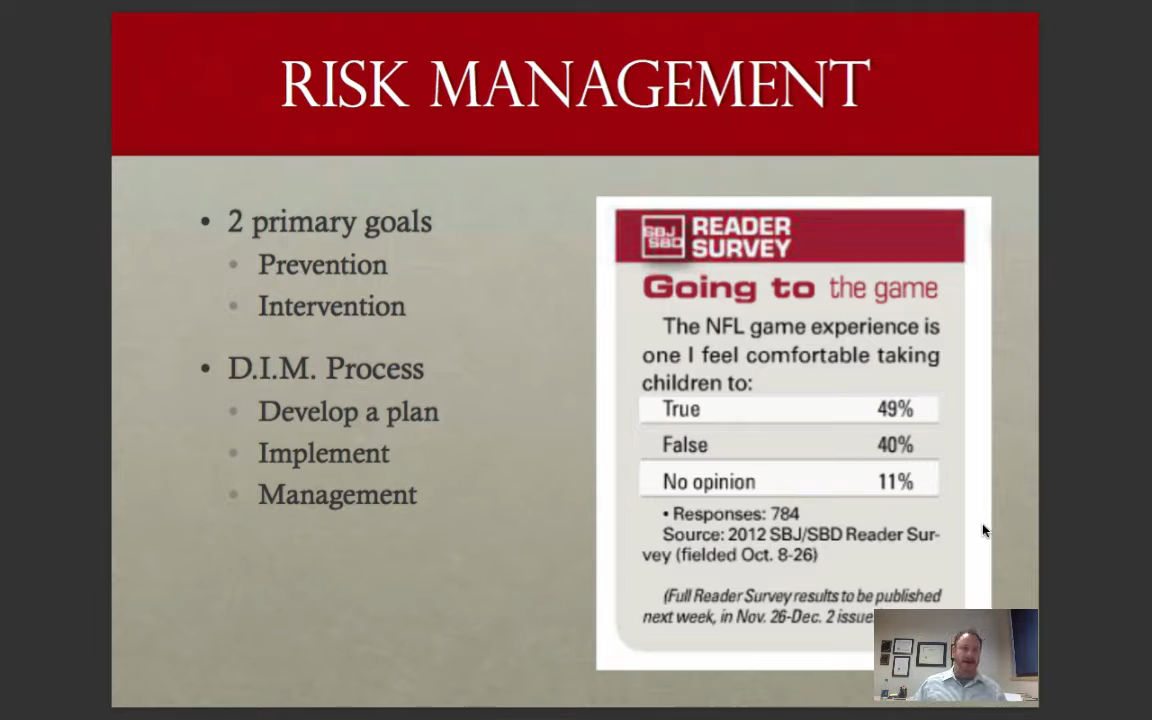 RISK MANAGEMENT
• 2 primary goals
• Prevention
• Intervention
• D.I.M. Process
• Develop a plan
• Implement
• Management
SBJ
SBD
READER
SURVEY
Going to the game
The NFL game experience is
one I feel comfortable taking
children to:
True 49%
False 40%
No opinion 11%
• Responses: 784
Source: 2012 SBJ/SBD Reader Sur-
vey (fielded Oct. 8-26)
(Full Reader Survey results to be published
next week, in Nov. 26-Dec. 2 issue